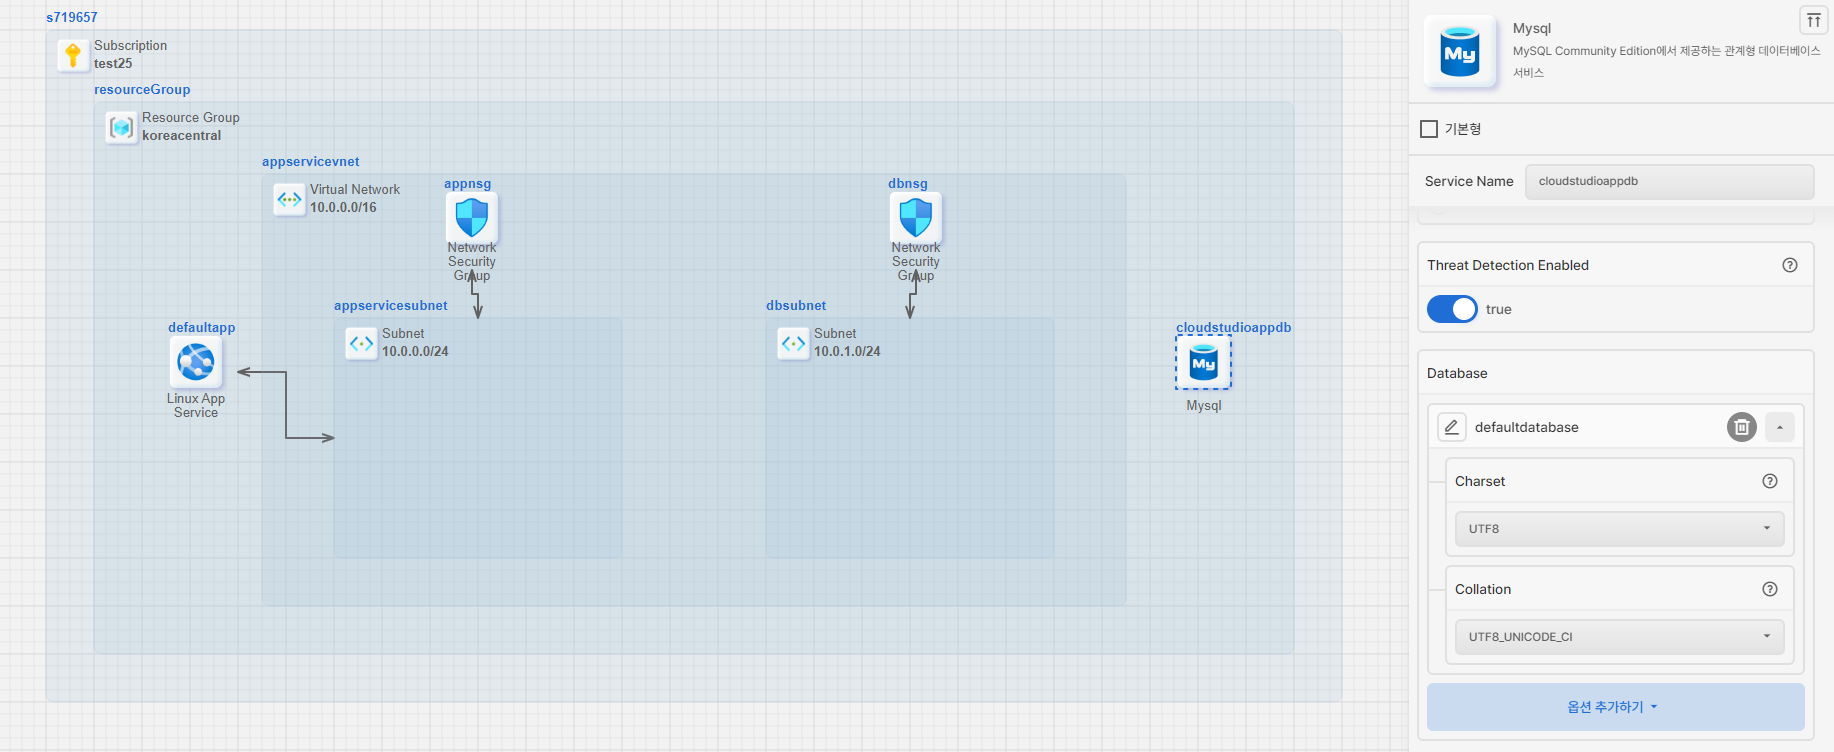 s719657
Subscription
test25
resourceGroup
Resource Group
koreacentral
appservicevnet
Virtual Network
10.0.0.0/16
appnsg
Network
Security
Group
dbnsg
Network
Security
Group
appservicesubnet
Subnet
10.0.0.0/24
dbsubnet
Subnet
10.0.1.0/24
defaultapp
Linux App
Service
cloudstudioappdb
My
Mysql
My
Mysql
MySQL Community Edition에서 제공하는 관계형 데이터베이스
서비스
기본형
Service Name
cloudstudioappdb
Threat Detection Enabled
?
true
Database
defaultdatabase
Charset
?
UTF8
Collation
?
UTF8_UNICODE_CI
옵션 추가하기